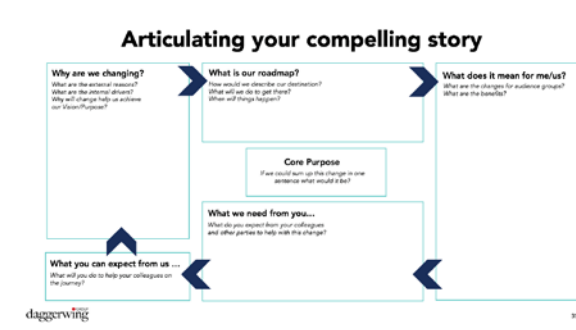 Articulating your compelling story
Why are we changing?
What are the external reasons?
What are the internal drivers?
Why will change help us achieve
our Vision/Purpose?
What is our roadmap?
How would we describe our destination?
What will we do to get there?
When will things happen?
What does it mean for me/us?
What are the changes for audience groups?
What are the benefits?
Core Purpose
If we could sum up this change in one
sentence what would it be?
What we need from you...
What do you expect from your colleagues
and other parties to help with this change?
What you can expect from us ...
What will you do to help your colleagues on
the journey?
daggerwing